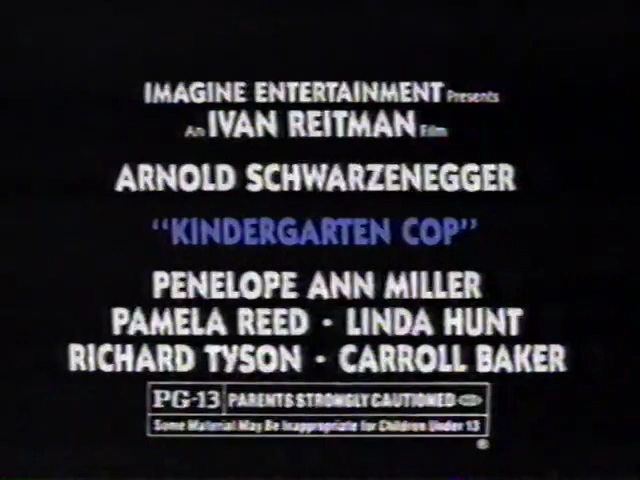 IMAGINE ENTERTAINMENT Presents
An IVAN REITMAN Film
ARNOLD SCHWARZENEGGER
"KINDERGARTEN COP"
PENELOPE ANN MILLER
PAMELA REED · LINDA HUNT
RICHARD TYSON · CARROLL BAKER
PG-13 PARENTS STRONGLY CAUTIONED
Some Material May Be Inappropriate for Children Under 13
®